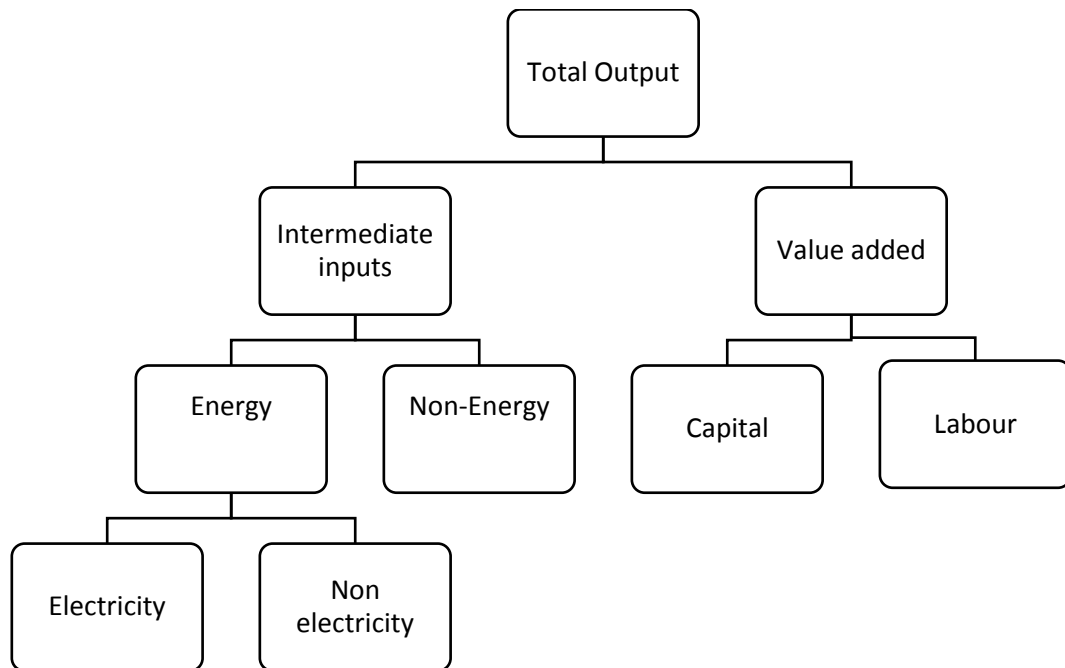 Total Output
Intermediate
inputs
Value added
Energy
Non-Energy
Capital
Labour
Electricity
Non
electricity